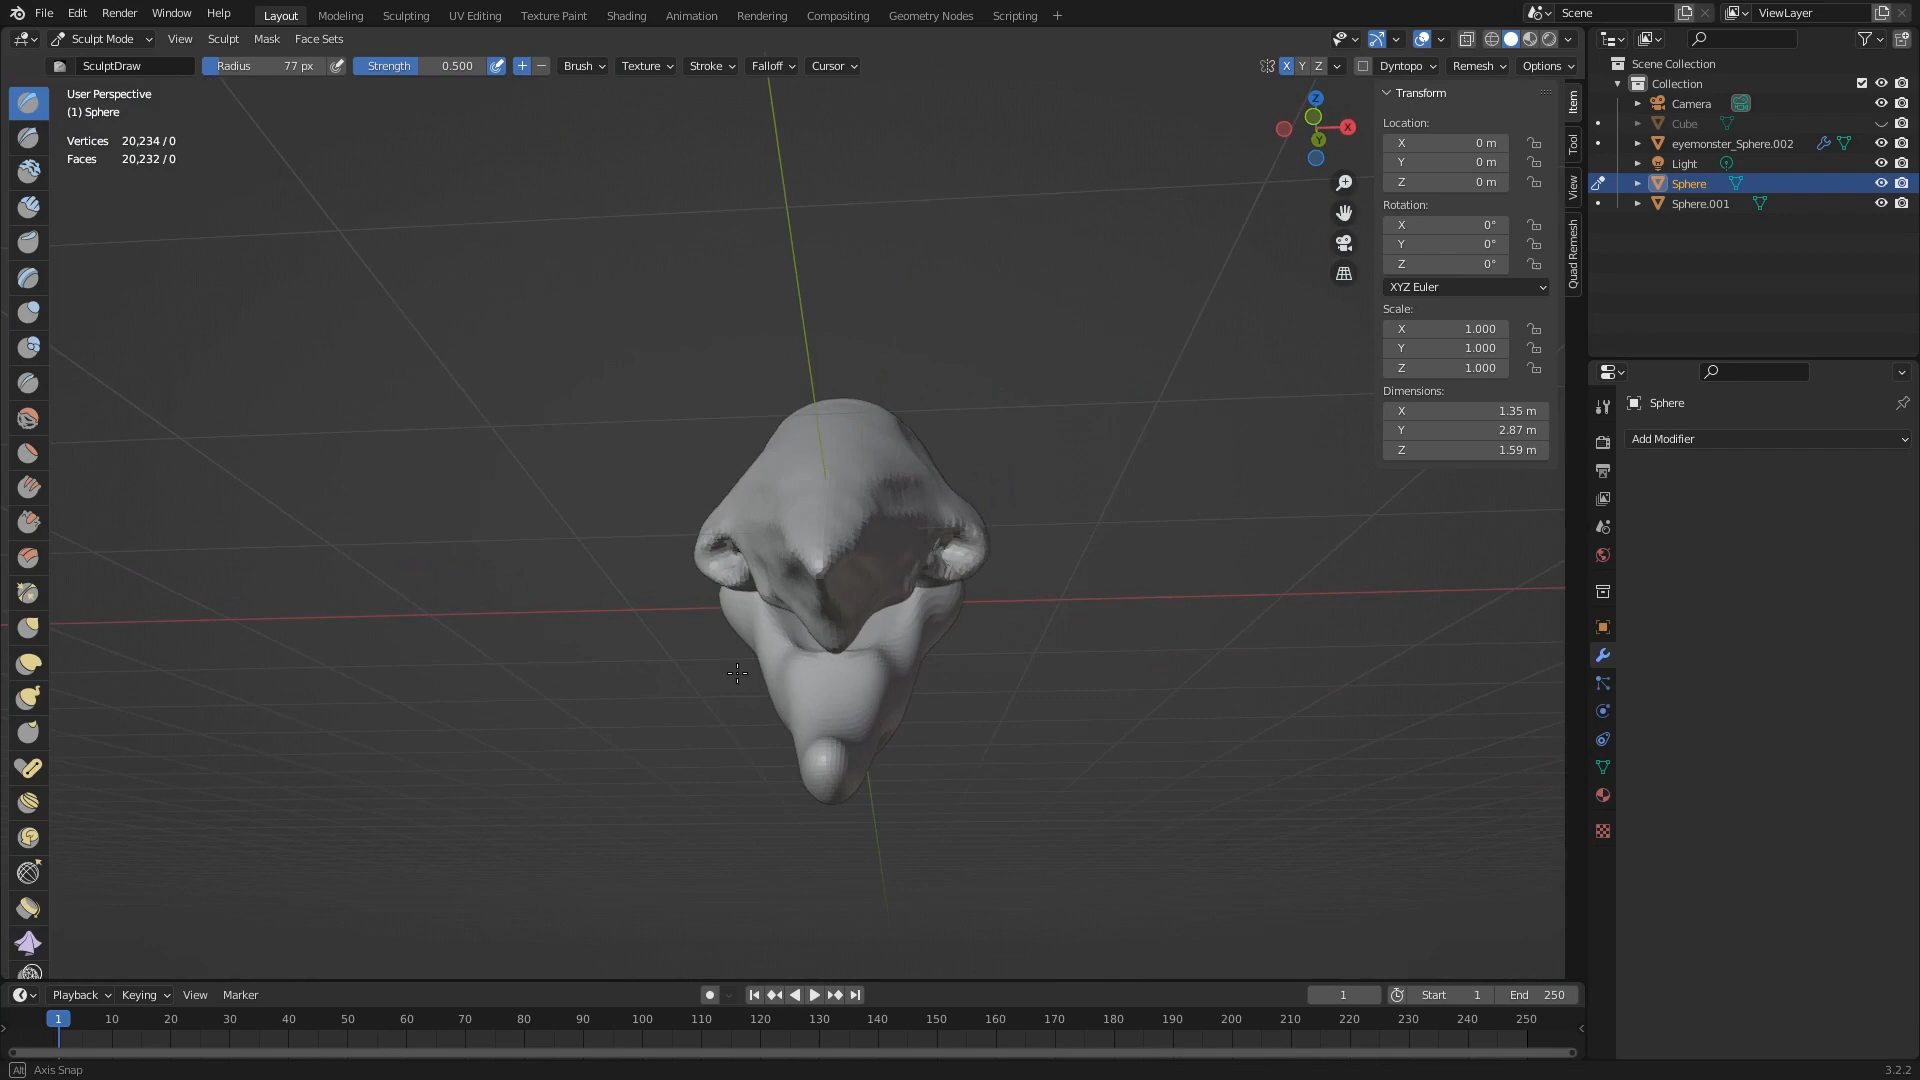 File Edit Render Window Help Layout Modeling Sculpting UV Editing Texture Paint Shading Animation Rendering Compositing Geometry Nodes Scripting + Scene ViewLayer
Sculpt Mode View Sculpt Mask Face Sets
SculptDraw Radius 77 px Strength 0.500 Brush Texture Stroke Falloff Cursor X Y Z Dyntopo Remesh Options
User Perspective
(1) Sphere
Vertices 20,234 / 0
Faces 20,232 / 0
Z
X
Y
Transform
Location:
X 0 m
Y 0 m
Z 0 m
Rotation:
X 0°
Y 0°
Z 0°
XYZ Euler
Scale:
X 1.000
Y 1.000
Z 1.000
Dimensions:
X 1.35 m
Y 2.87 m
Z 1.59 m
Item
Tool
View
Quad Remesh
Scene Collection
Collection
Camera
Cube
eyemonster_Sphere.002
Light
Sphere
Sphere.001
Sphere
Add Modifier
Playback Keying View Marker 1 Start 1 End 250
1 10 20 30 40 50 60 70 80 90 100 110 120 130 140 150 160 170 180 190 200 210 220 230 240 250
Alt Axis Snap 3.2.2